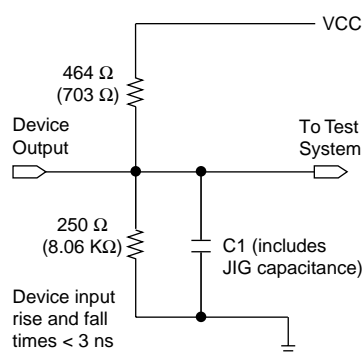 VCC
464 Ω
(703 Ω)
Device
Output
To Test
System
250 Ω
(8.06 KΩ)
C1 (includes
JIG capacitance)
Device input
rise and fall
times < 3 ns